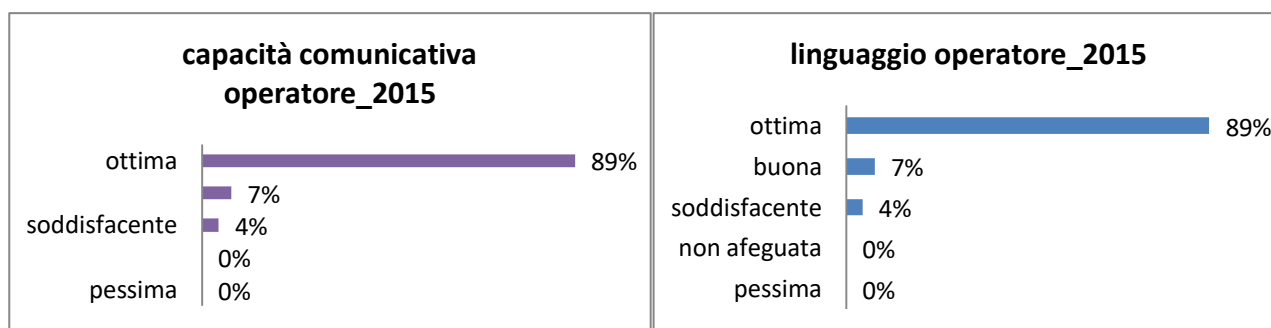 capacità comunicativa
operatore_2015
ottima 89%
7%
soddisfacente 4%
0%
pessima 0%
linguaggio operatore_2015
ottima 89%
buona 7%
soddisfacente 4%
non afeguata 0%
pessima 0%